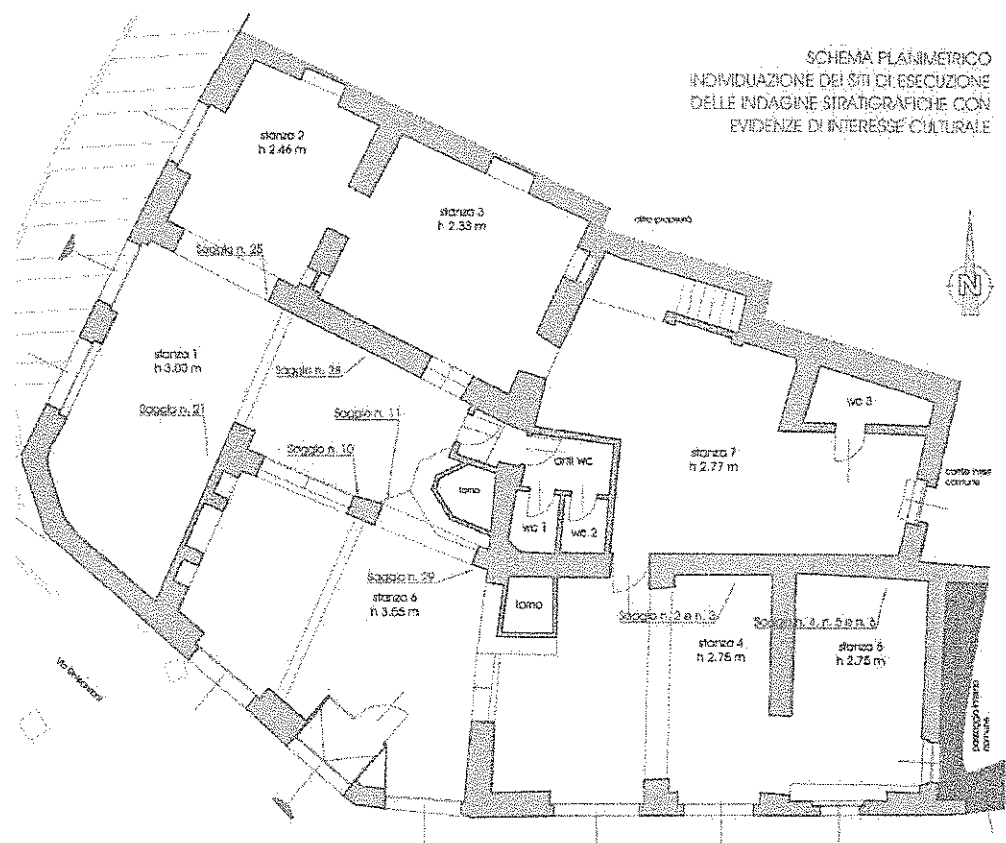 SCHEMA PLANIMETRICO
INDIVIDUAZIONE DEI SITI DI ESECUZIONE
DELLE INDAGINE STRATIGRAFICHE CON
EVIDENZE DI INTERESSE CULTURALE
stanza 2
h 2.46 m
stanza 3
h 2.33 m
altra proprietà
N
Saggio n. 25
stanza 1
h 3.03 m
Saggio n. 28
Saggio n. 21
Saggio n. 11
Saggio n. 10
wc 3
anti wc
stanza 7
h 2.77 m
corte interna
comune
forno
wc 1
wc 2
Saggio n. 29
stanza 6
h 3.55 m
forno
Saggio n. 2 e n. 3
Saggio n. 4, n. 5 e n. 6
stanza 4
h 2.75 m
stanza 5
h 2.75 m
Via
passaggio interno
comune